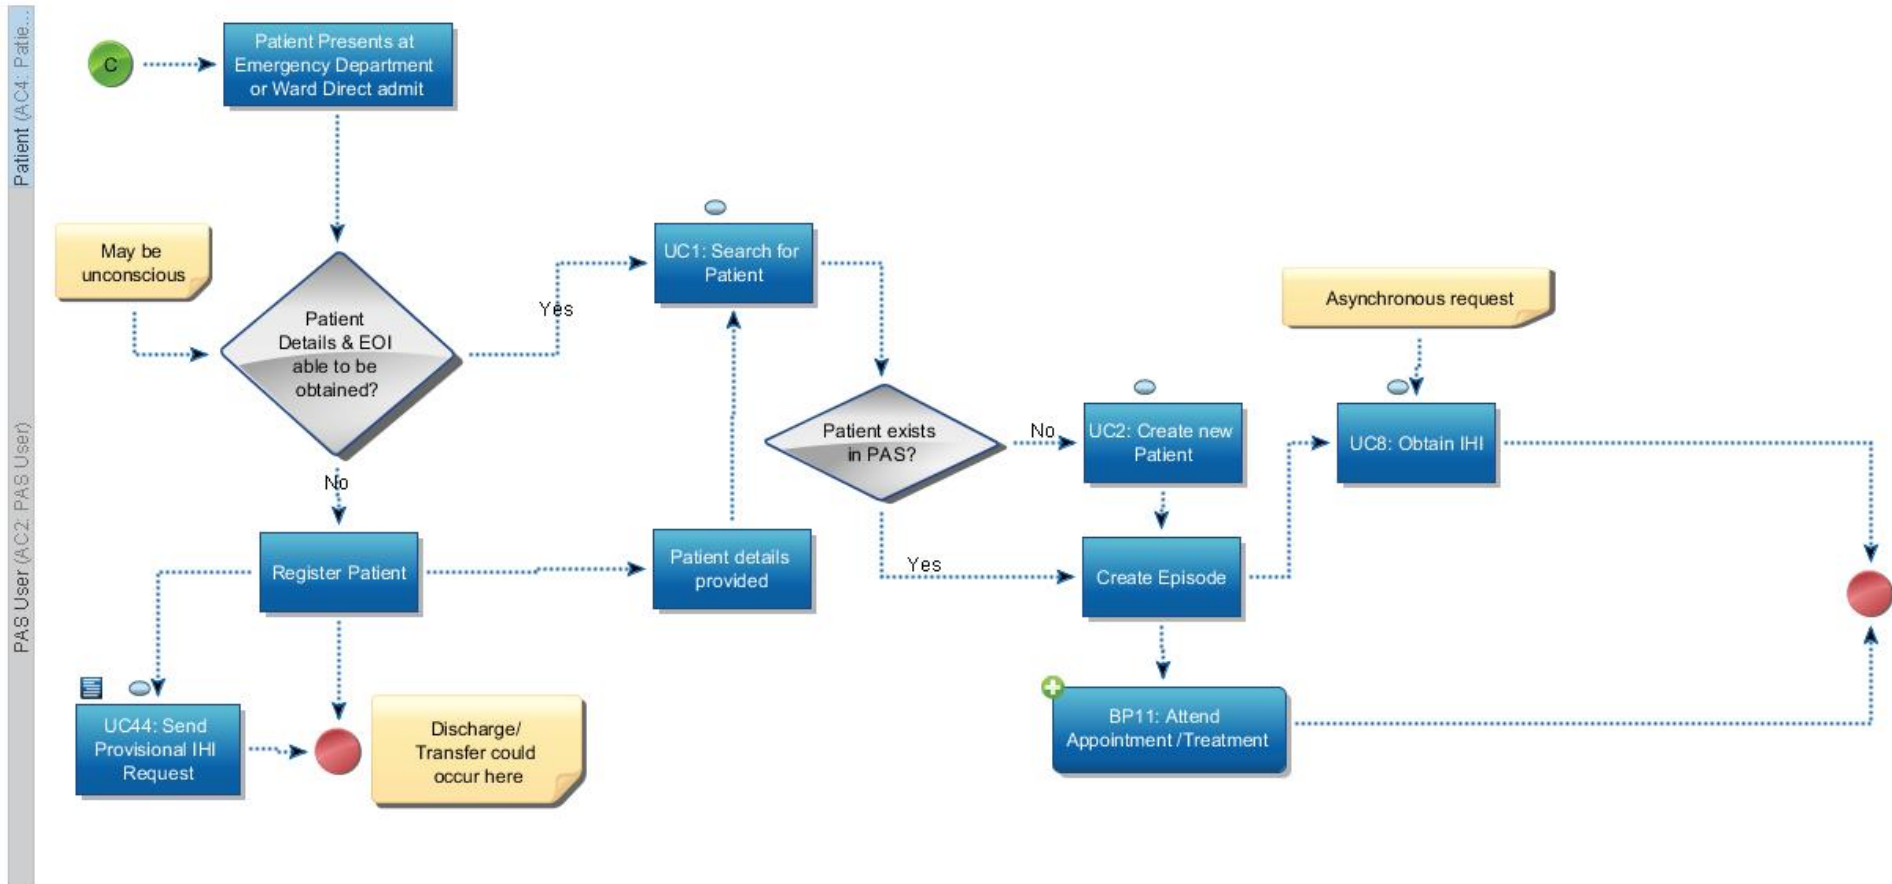 Patient (AC4: Patie...
C
Patient Presents at
Emergency Department
or Ward Direct admit
May be
unconscious
Patient
Details & EOI
able to be
obtained?
Yes
No
UC1: Search for
Patient
Patient exists
in PAS?
No
Yes
Asynchronous request
UC2: Create new
Patient
UC8: Obtain IHI
PAS User (AC2: PAS User)
Register Patient
Patient details
provided
Create Episode
UC44: Send
Provisional IHI
Request
Discharge/
Transfer could
occur here
BP11: Attend
Appointment /Treatment